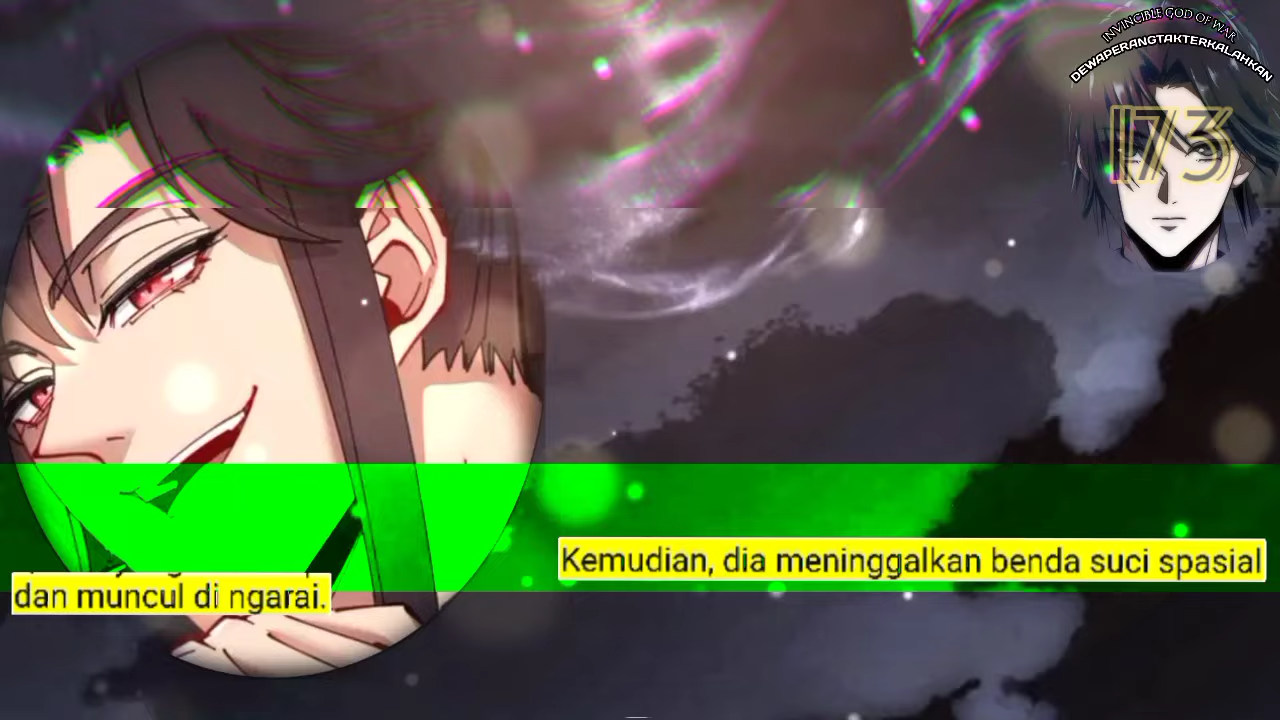 INVINCIBLE GOD OF WAR
DEWAPERANGTAKTERKALAHKAN
173
Kemudian, dia meninggalkan benda suci spasial
dan muncul di ngarai.